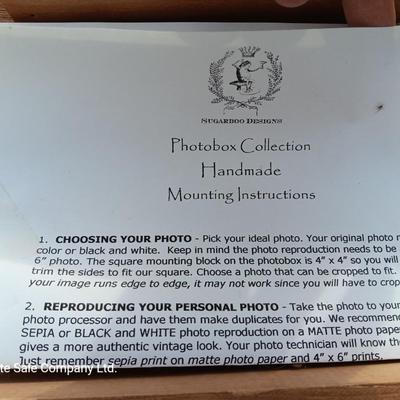 SUGARBOO DESIGNS
Photobox Collection
Handmade
Mounting Instructions
1. CHOOSING YOUR PHOTO - Pick your ideal photo. Your original photo
color or black and white. Keep in mind the photo reproduction needs to be
6" photo. The square mounting block on the photobox is 4" x 4" so you will
trim the sides to fit our square. Choose a photo that can be cropped to fit.
your image runs edge to edge, it may not work since you will have to crop
2. REPRODUCING YOUR PERSONAL PHOTO - Take the photo to your
photo processor and have them make duplicates for you. We recommend
SEPIA or BLACK and WHITE photo reproduction on a MATTE photo paper
gives a more authentic vintage look. Your photo technician will know the
Just remember sepia print on matte photo paper and 4" x 6" prints.
te Sale Company Ltd.